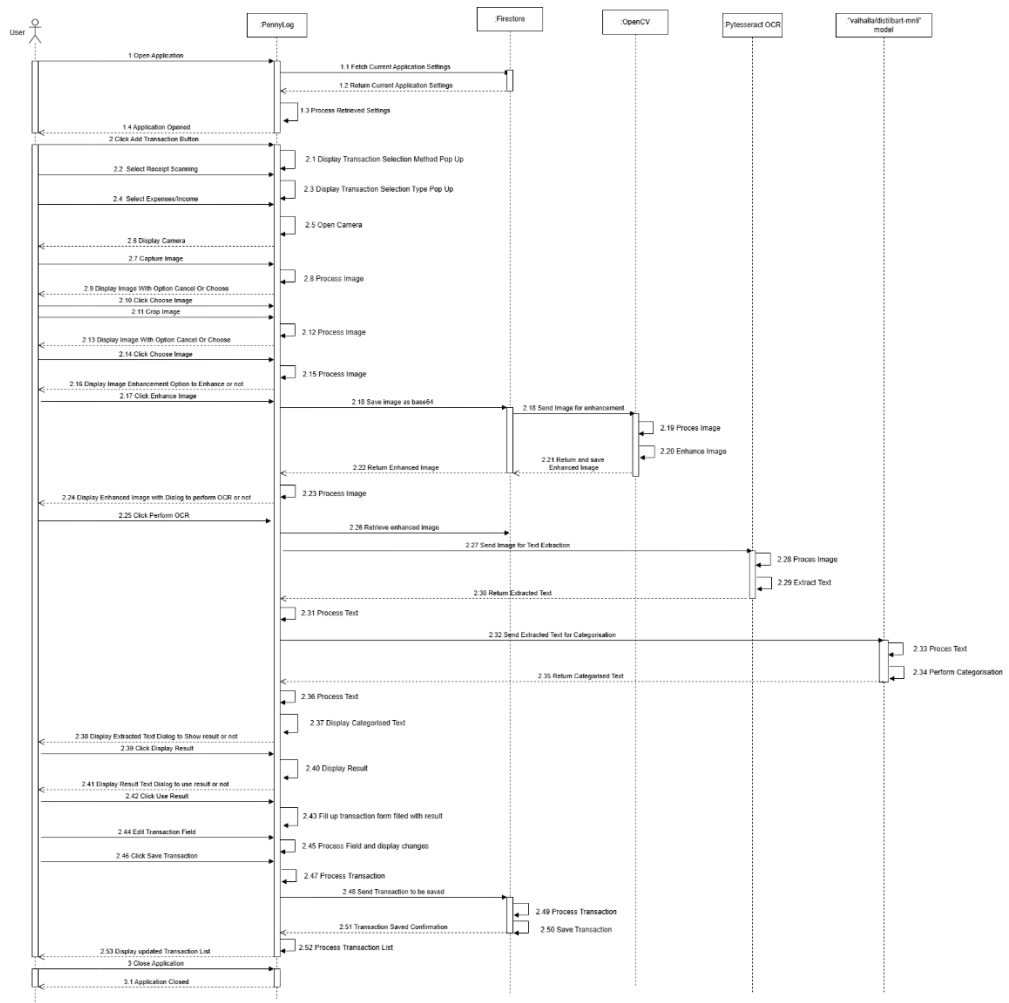 User
:PennyLog
:Firestore
:OpenCV
Pytesseract OCR
:"valhalla/distilbart-mnli"
model
1 Open Application
1.1 Fetch Current Application Settings
1.2 Return Current Application Settings
1.3 Process Retrieved Settings
1.4 Application Opened
2 Click Add Transaction Button
2.1 Display Transaction Selection Method Pop Up
2.2 Select Receipt Scanning
2.3 Display Transaction Selection Type Pop Up
2.4 Select Expenses/Income
2.5 Open Camera
2.6 Display Camera
2.7 Capture Image
2.8 Process Image
2.9 Display Image With Option Cancel Or Choose
2.10 Click Choose Image
2.11 Crop Image
2.12 Process Image
2.13 Display Image With Option Cancel Or Choose
2.14 Click Choose Image
2.15 Process Image
2.16 Display Image Enhancement Option to Enhance or not
2.17 Click Enhance Image
2.18 Save image as base64
2.18 Send Image for enhancement
2.19 Proces Image
2.20 Enhance Image
2.21 Return and save
Enhanced Image
2.22 Return Enhanced Image
2.23 Process Image
2.24 Display Enhanced Image with Dialog to perform OCR or not
2.25 Click Perform OCR
2.26 Retrieve enhanced Image
2.27 Send Image for Text Extraction
2.28 Proces Image
2.29 Extract Text
2.30 Return Extracted Text
2.31 Process Text
2.32 Send Extracted Text for Categorisation
2.33 Proces Text
2.34 Perform Categorisation
2.35 Return Categorised Text
2.36 Process Text
2.37 Display Categorised Text
2.38 Display Extracted Text Dialog to Show result or not
2.39 Click Display Result
2.40 Display Result
2.41 Display Result Text Dialog to use result or not
2.42 Click Use Result
2.43 Fill up transaction form filled with result
2.44 Edit Transaction Field
2.45 Process Field and display changes
2.46 Click Save Transaction
2.47 Process Transaction
2.48 Send Transaction to be saved
2.49 Process Transaction
2.50 Save Transaction
2.51 Transaction Saved Confirmation
2.52 Process Transaction List
2.53 Display updated Transaction List
3 Close Application
3.1 Application Closed